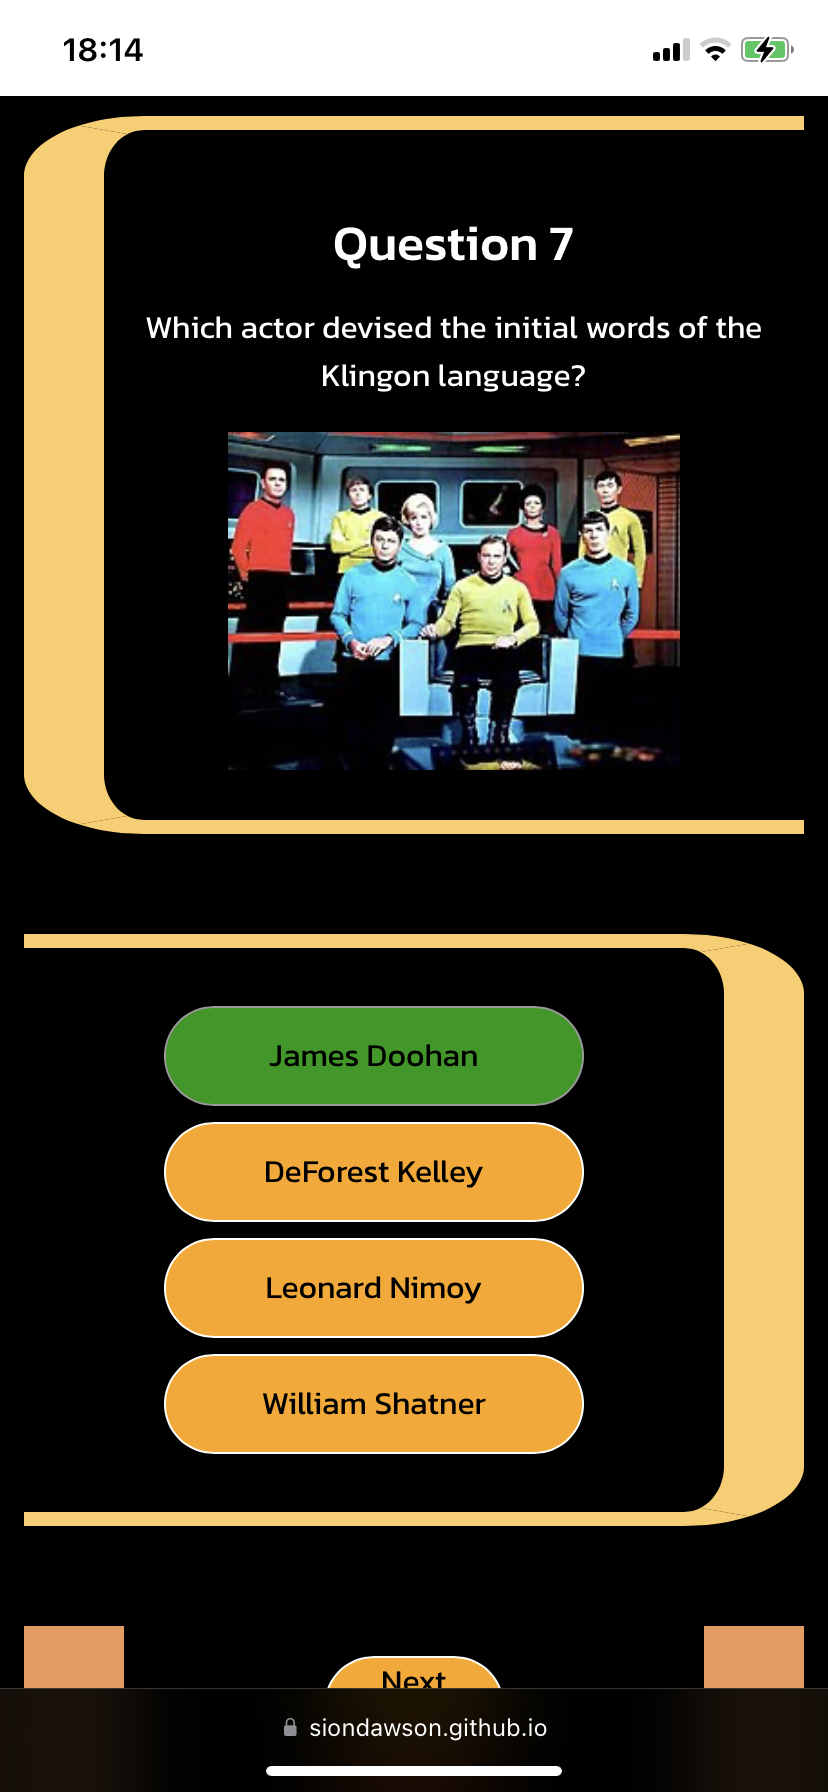 18:14
Question 7
Which actor devised the initial words of the
Klingon language?
James Doohan
DeForest Kelley
Leonard Nimoy
William Shatner
Next
siondawson.github.io